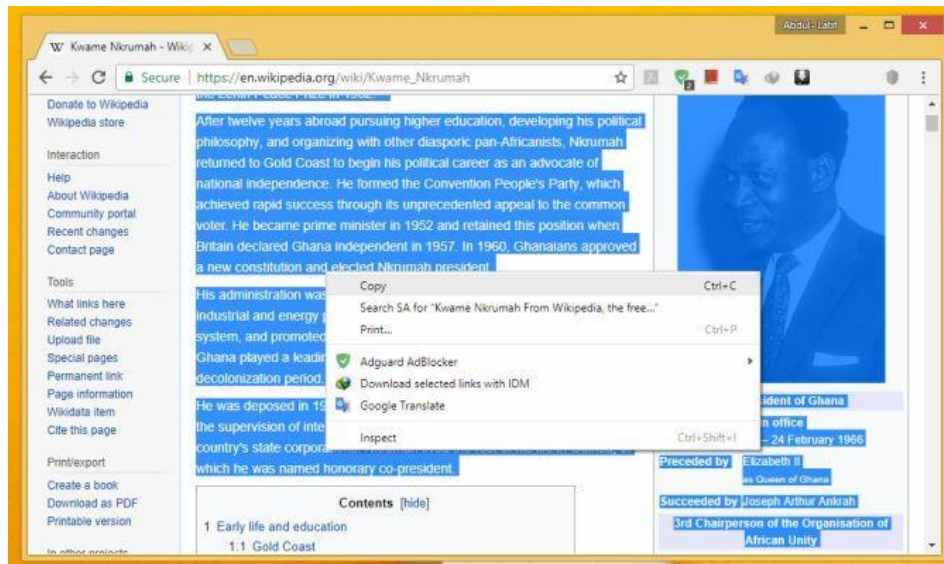 Abdul-Latif
Kwame Nkrumah - Wiki
Secure
https://en.wikipedia.org/wiki/Kwame_Nkrumah
2
Donate to Wikipedia
Wikipedia store
Interaction
Help
About Wikipedia
Community portal
Recent changes
Contact page
Tools
What links here
Related changes
Upload file
Special pages
Permanent link
Page information
Wikidata item
Cite this page
Print/export
Create a book
Download as PDF
Printable version
In other projects
the Lenin Peace Prize in 1962.
After twelve years abroad pursuing higher education, developing his political
philosophy, and organizing with other diasporic pan-Africanists, Nkrumah
returned to Gold Coast to begin his political career as an advocate of
national independence. He formed the Convention People's Party, which
achieved rapid success through its unprecedented appeal to the common
voter. He became prime minister in 1952 and retained this position when
Britain declared Ghana independent in 1957. In 1960, Ghanaians approved
a new constitution and elected Nkrumah president.
His administration was
industrial and energy p
system, and promoted
Ghana played a leadin
decolonization period.
He was deposed in 19
the supervision of inte
country's state corpora
which he was named honorary co-president.
Copy Ctrl+C
Search SA for "Kwame Nkrumah From Wikipedia, the free..."
Print... Ctrl+P
Adguard AdBlocker
Download selected links with IDM
Google Translate
Inspect Ctrl+Shift+I
Contents [hide]
1 Early life and education
1.1 Gold Coast
ident of Ghana
n office
– 24 February 1966
Preceded by Elizabeth II
as Queen of Ghana
Succeeded by Joseph Arthur Ankrah
3rd Chairperson of the Organisation of
African Unity